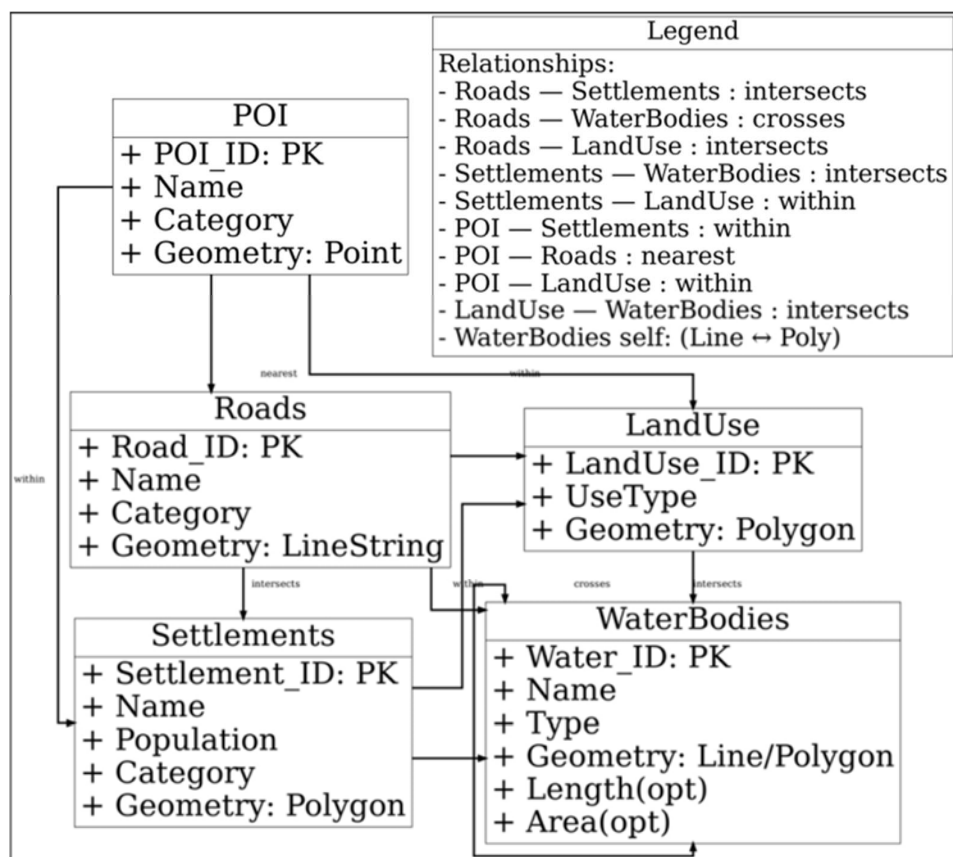 Legend
Relationships:
- Roads — Settlements : intersects
- Roads — WaterBodies : crosses
- Roads — LandUse : intersects
- Settlements — WaterBodies : intersects
- Settlements — LandUse : within
- POI — Settlements : within
- POI — Roads : nearest
- POI — LandUse : within
- LandUse — WaterBodies : intersects
- WaterBodies self: (Line ↔ Poly)
POI
+ POI_ID: PK
+ Name
+ Category
+ Geometry: Point
nearest
within
within
Roads
+ Road_ID: PK
+ Name
+ Category
+ Geometry: LineString
LandUse
+ LandUse_ID: PK
+ UseType
+ Geometry: Polygon
intersects
within
crosses
intersects
Settlements
+ Settlement_ID: PK
+ Name
+ Population
+ Category
+ Geometry: Polygon
WaterBodies
+ Water_ID: PK
+ Name
+ Type
+ Geometry: Line/Polygon
+ Length(opt)
+ Area(opt)